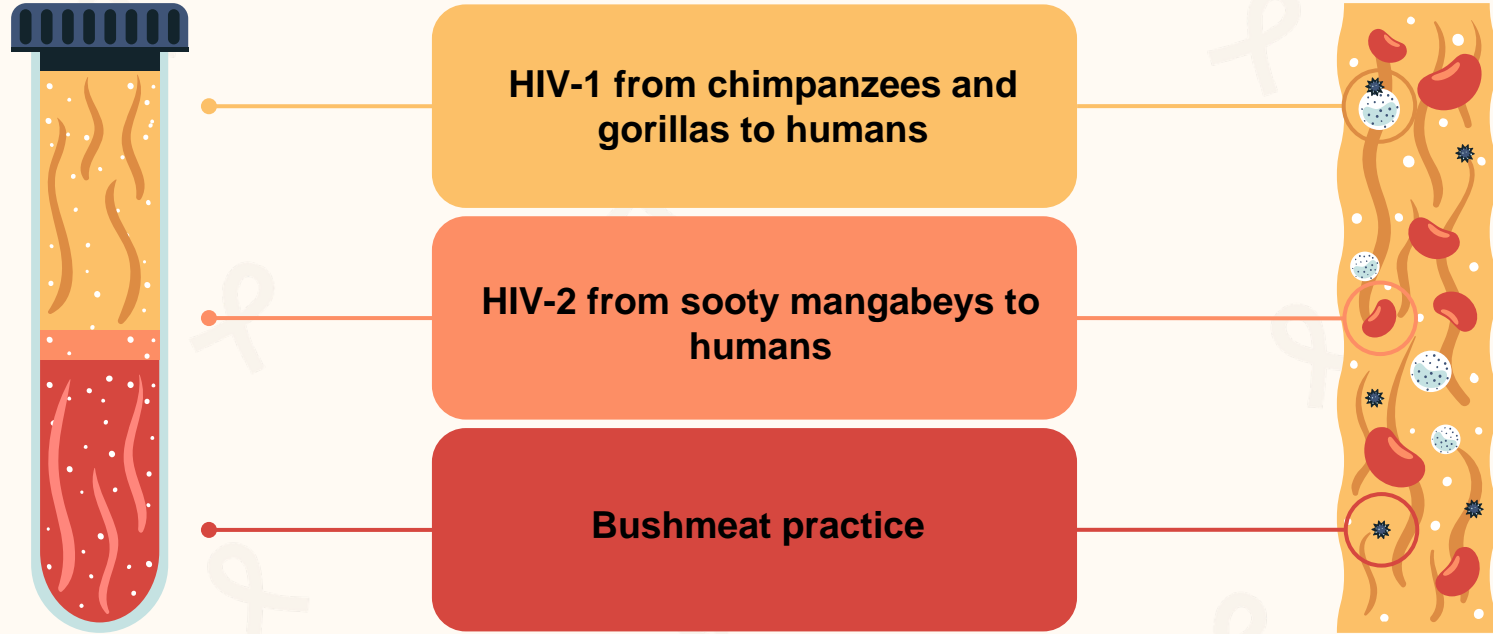 HIV-1 from chimpanzees and
gorillas to humans
HIV-2 from sooty mangabeys to
humans
Bushmeat practice